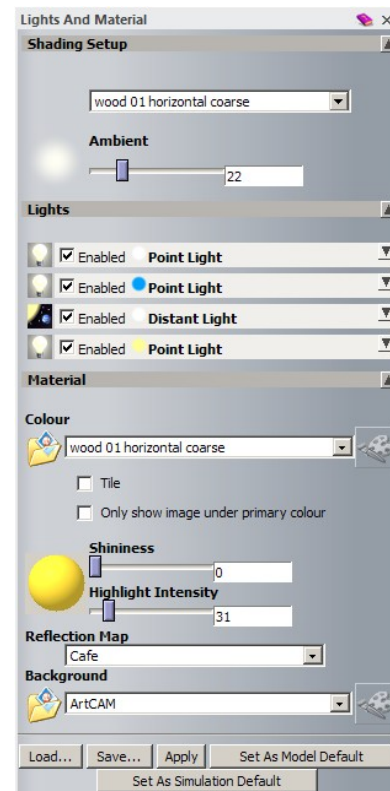 Lights And Material
Shading Setup
wood 01 horizontal coarse
Ambient
22
Lights
Enabled Point Light
Enabled Point Light
Enabled Distant Light
Enabled Point Light
Material
Colour
wood 01 horizontal coarse
Tile
Only show image under primary colour
Shininess
0
Highlight Intensity
31
Reflection Map
Cafe
Background
ArtCAM
Load... Save... Apply Set As Model Default
Set As Simulation Default